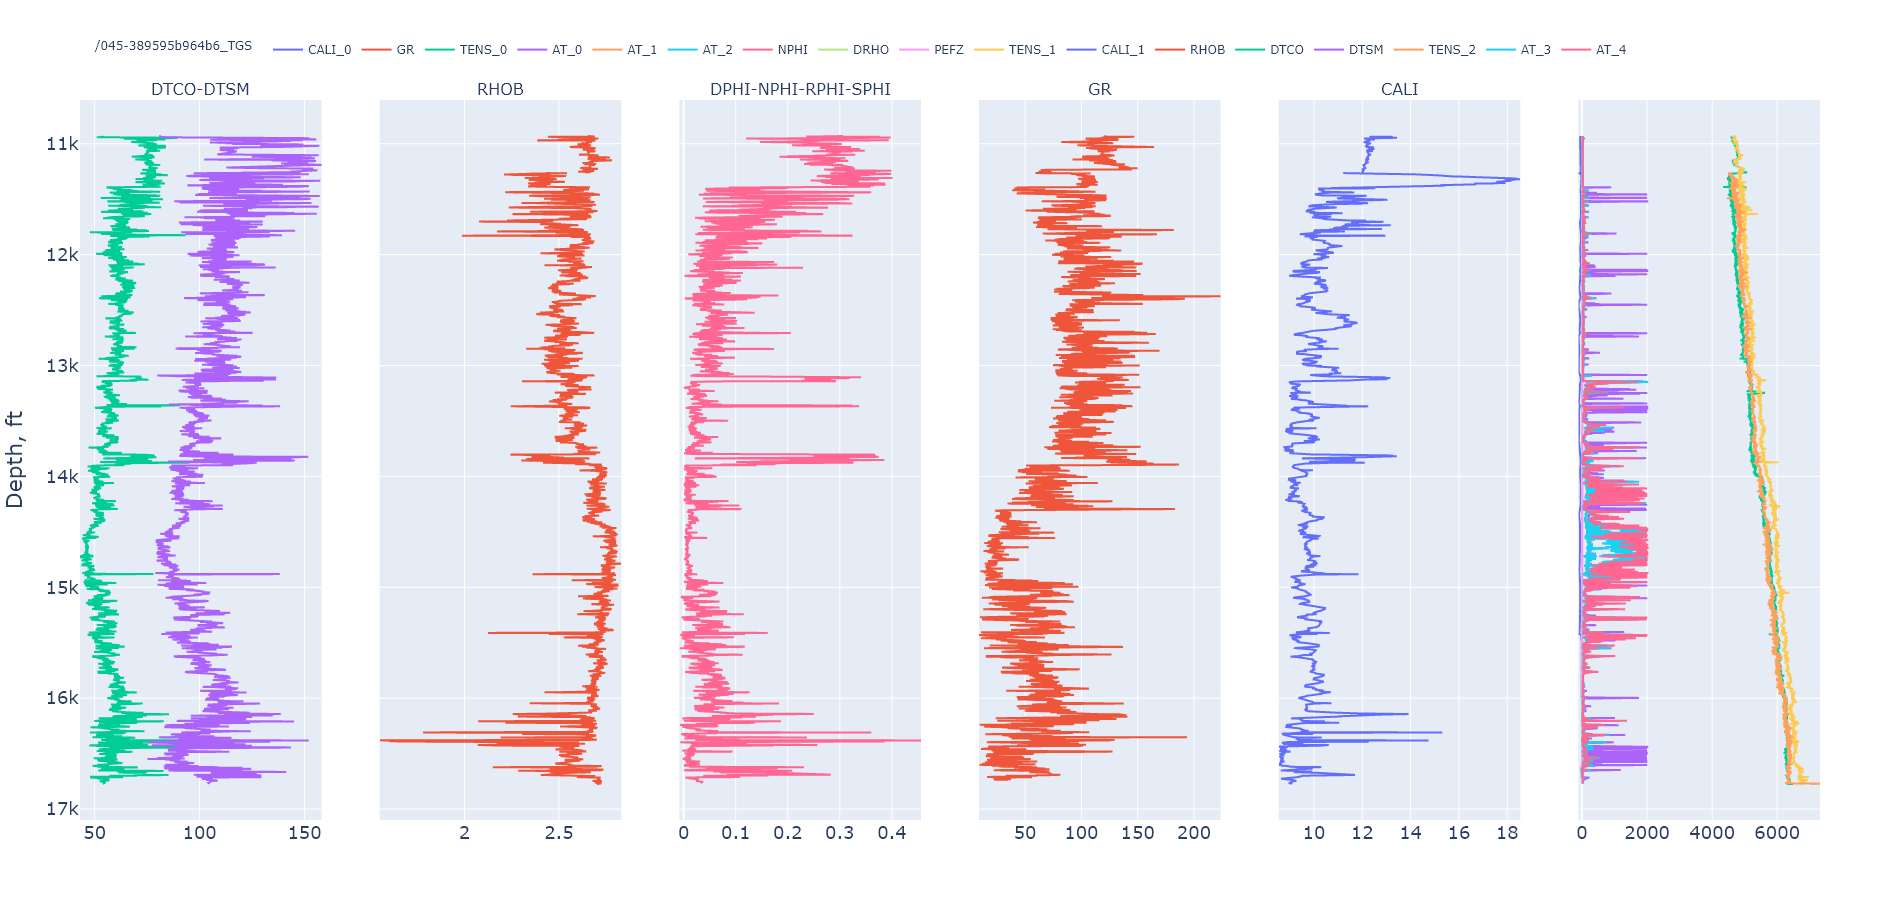 /045-389595b964b6_TGS CALI_0 GR TENS_0 AT_0 AT_1 AT_2 NPHI DRHO PEFZ TENS_1 CALI_1 RHOB DTCO DTSM TENS_2 AT_3 AT_4
DTCO-DTSM RHOB DPHI-NPHI-RPHI-SPHI GR CALI
Depth, ft
11k
12k
13k
14k
15k
16k
17k
50 100 150 2 2.5 0 0.1 0.2 0.3 0.4 50 100 150 200 10 12 14 16 18 0 2000 4000 6000